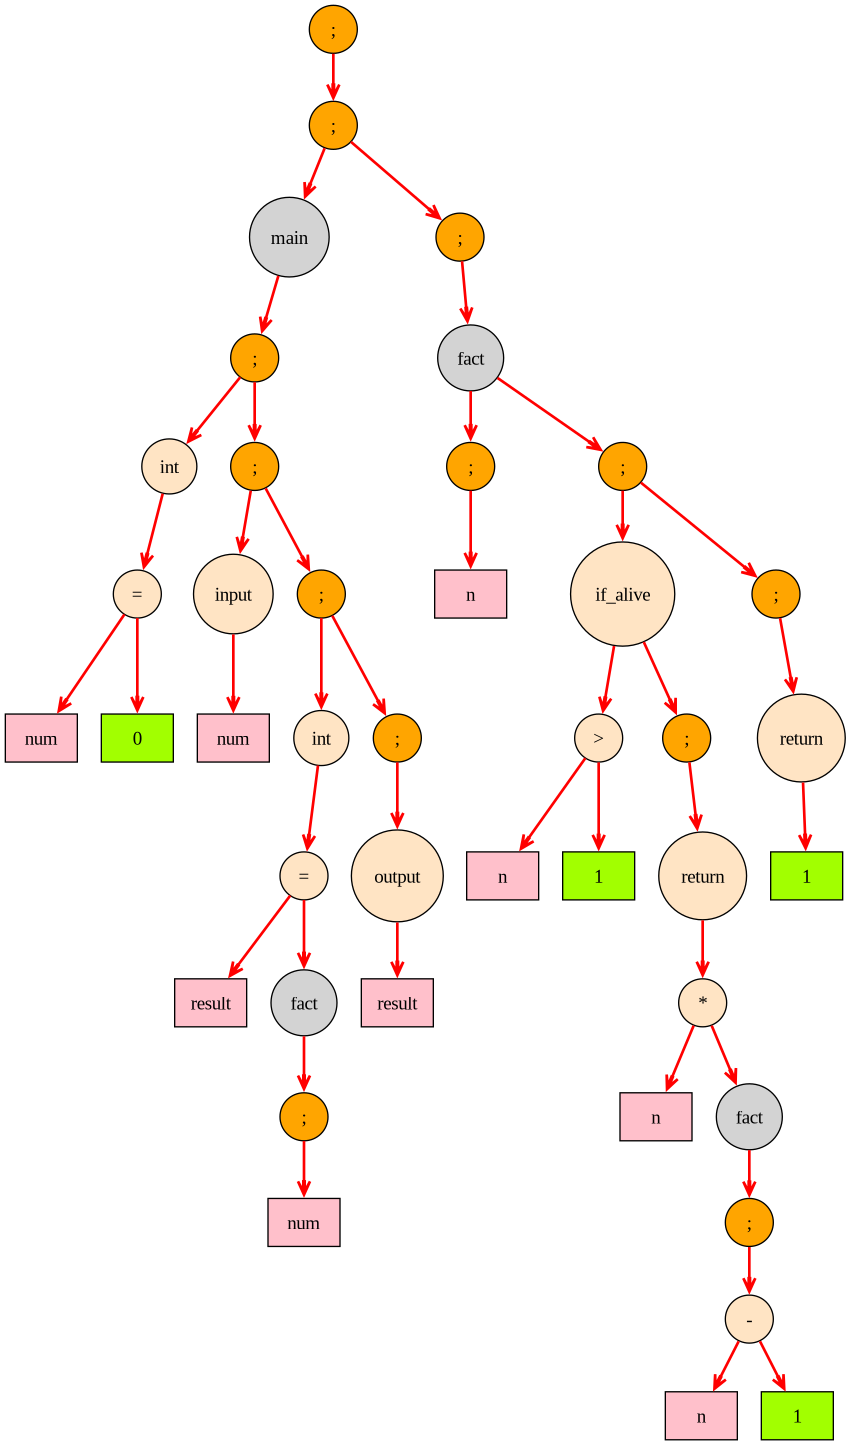 ;
;
main
;
;
fact
int
;
;
;
=
input
;
n
if_alive
;
num
0
num
int
;
>
;
return
=
output
n
1
return
1
result
fact
result
*
;
n
fact
num
;
-
n
1